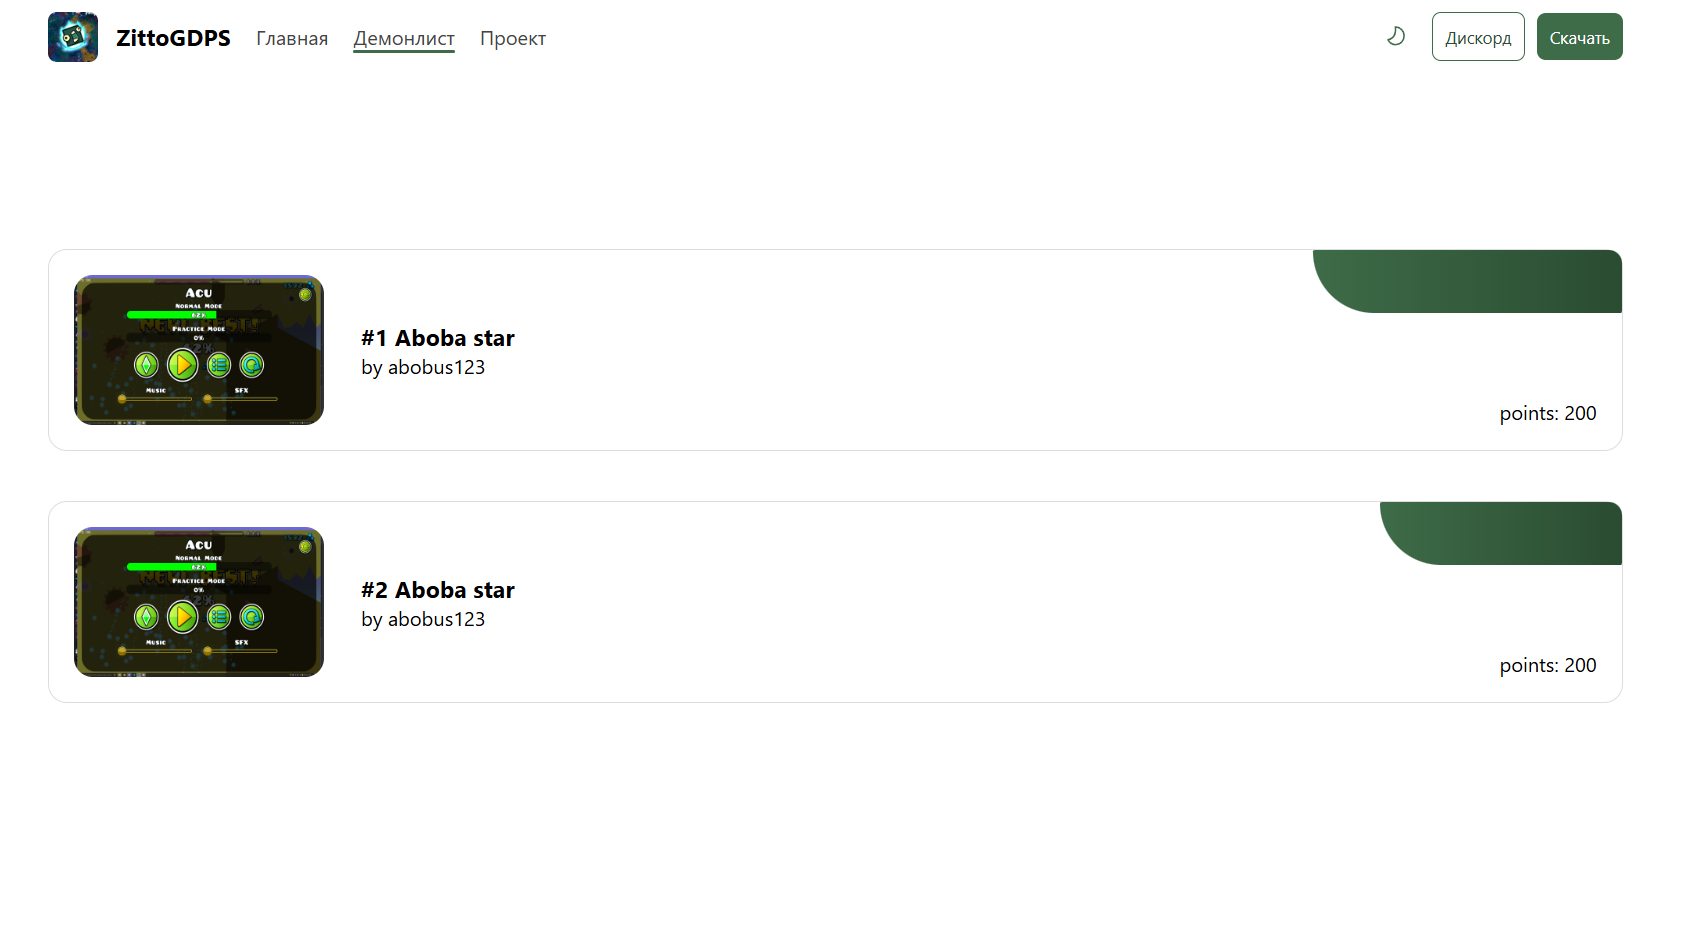 ZittoGDPS Главная Демонлист Проект Дискорд Скачать
Acu
Normal Mode
62%
Practice Mode
0%
Music SFX
#1 Aboba star
by abobus123
points: 200
Acu
Normal Mode
62%
Practice Mode
0%
Music SFX
#2 Aboba star
by abobus123
points: 200